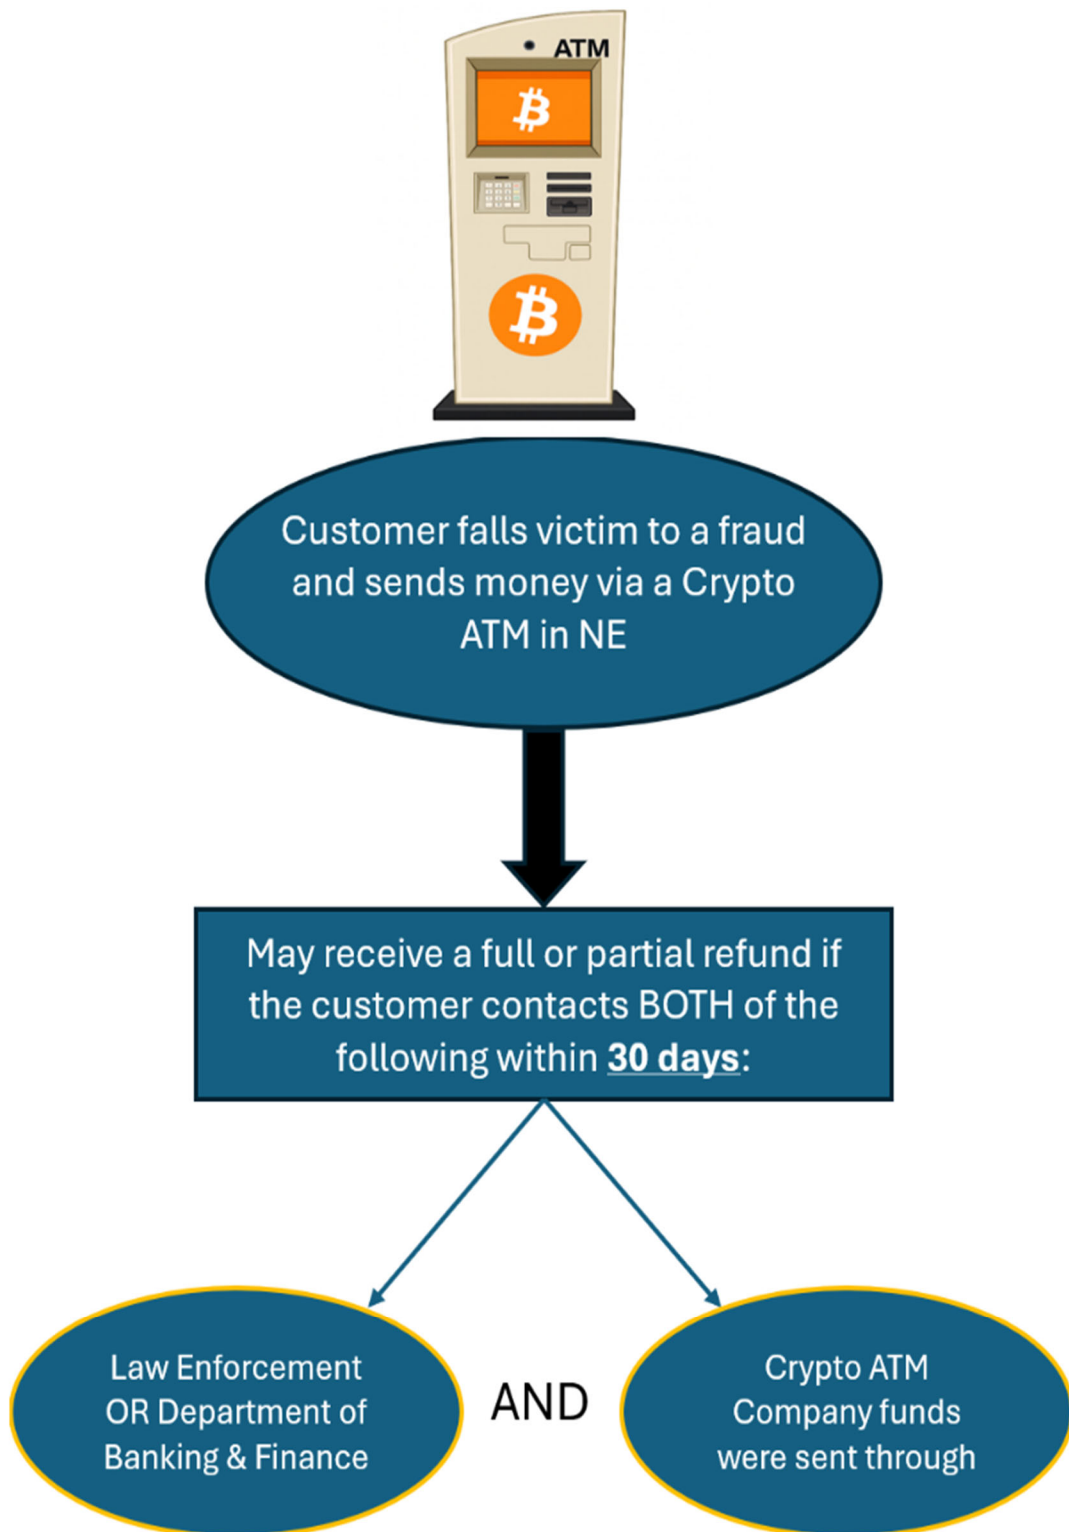 ATM
Customer falls victim to a fraud
and sends money via a Crypto
ATM in NE
May receive a full or partial refund if
the customer contacts BOTH of the
following within 30 days:
Law Enforcement
OR Department of
Banking & Finance
AND
Crypto ATM
Company funds
were sent through